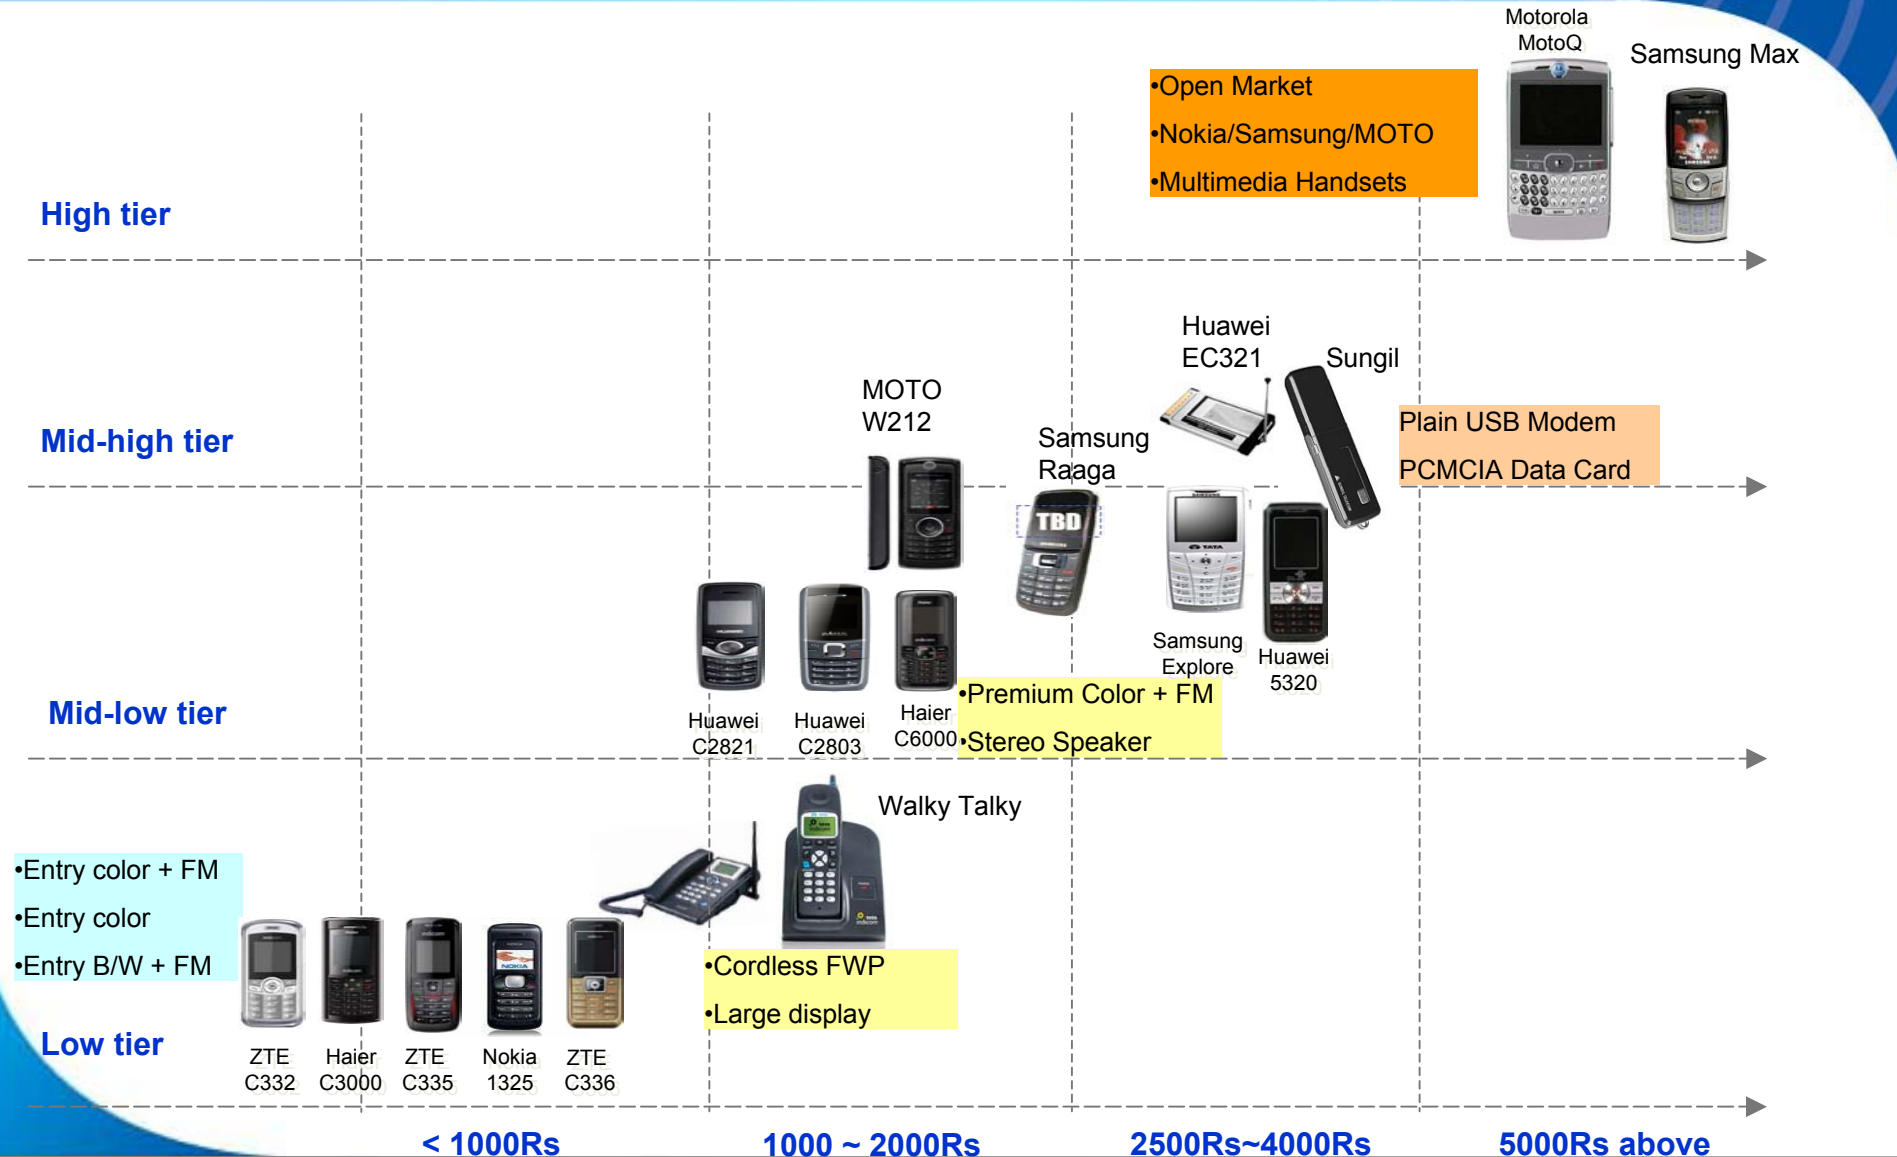 Motorola
MotoQ
Samsung Max
•Open Market
•Nokia/Samsung/MOTO
•Multimedia Handsets
High tier
Huawei
EC321
Sungil
MOTO
W212
Samsung
Raaga
Plain USB Modem
PCMCIA Data Card
Mid-high tier
TBD
SAMSUNG
TATA
Samsung
Explore
Huawei
5320
•Premium Color + FM
•Stereo Speaker
Mid-low tier
Huawei
C2821
Huawei
C2803
Haier
C6000
Walky Talky
•Entry color + FM
•Entry color
•Entry B/W + FM
NOKIA
•Cordless FWP
•Large display
Low tier
ZTE
C332
Haier
C3000
ZTE
C335
Nokia
1325
ZTE
C336
< 1000Rs
1000 ~ 2000Rs
2500Rs~4000Rs
5000Rs above